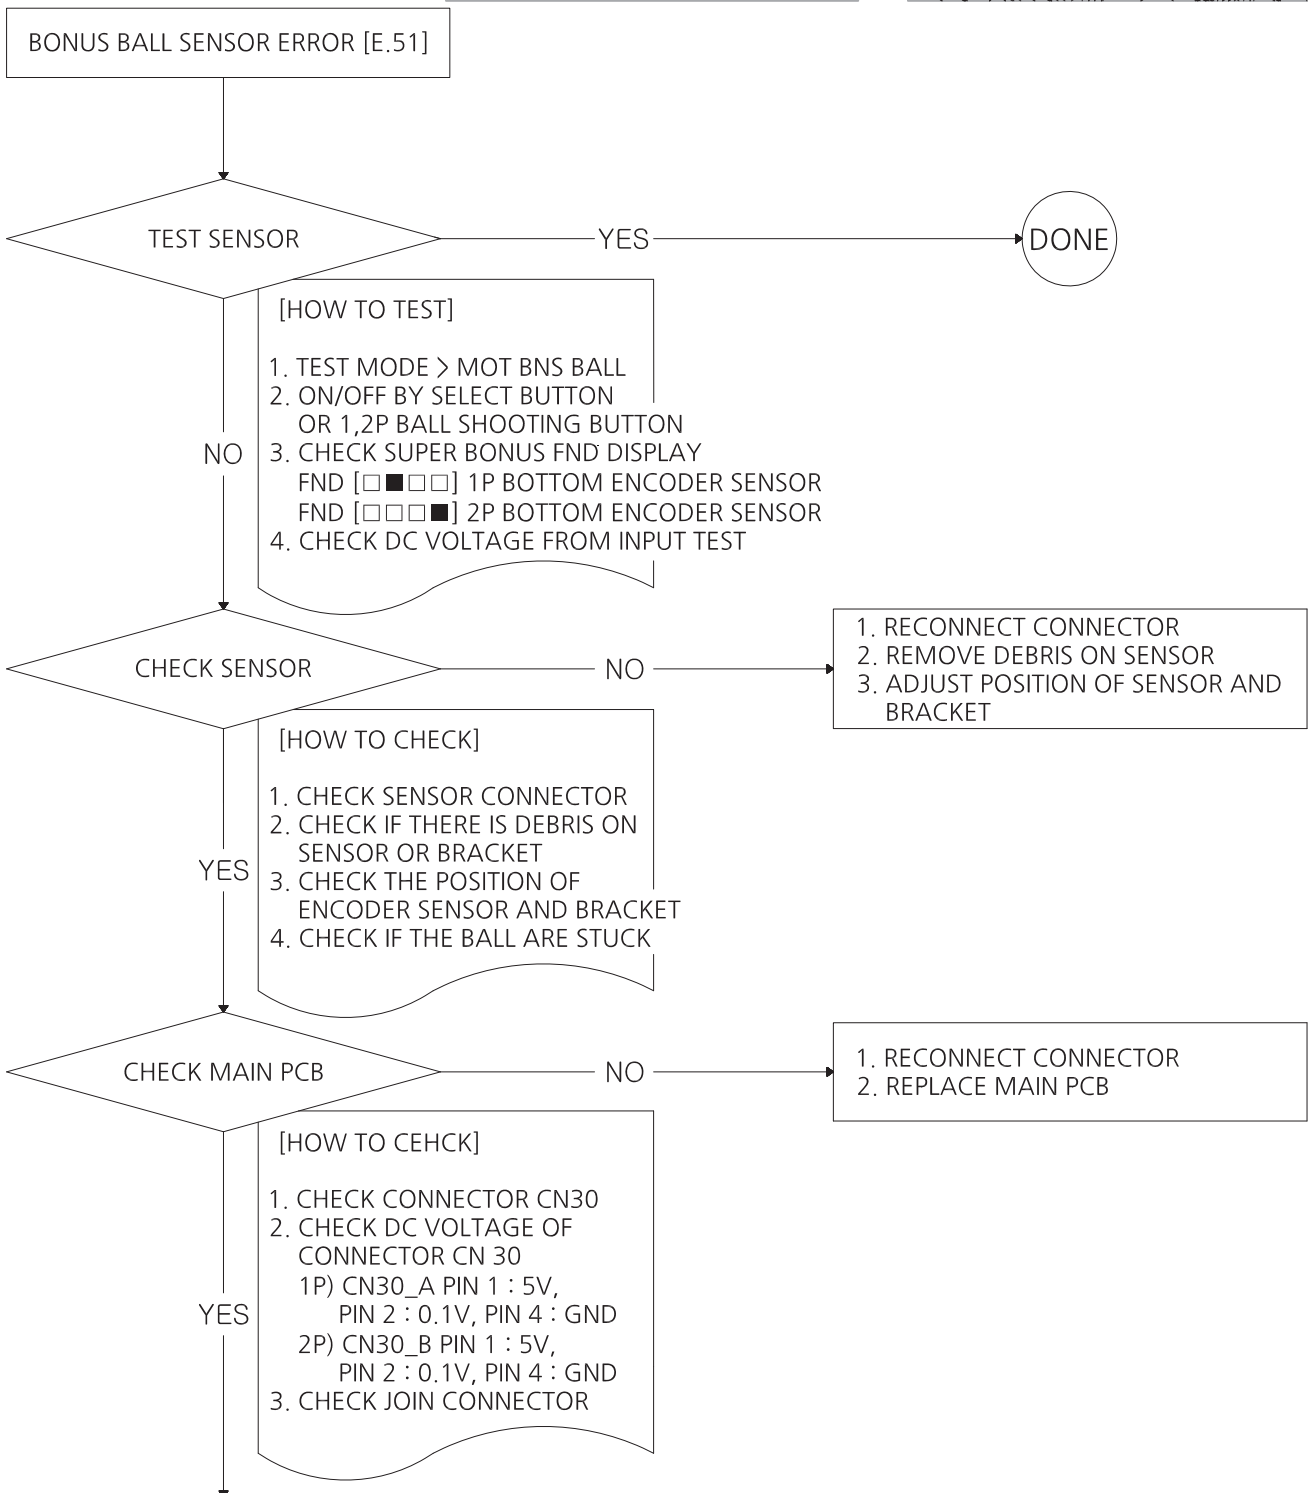 BONUS BALL SENSOR ERROR [E.51]
TEST SENSOR
YES
DONE
[HOW TO TEST]
1. TEST MODE > MOT BNS BALL
2. ON/OFF BY SELECT BUTTON
OR 1,2P BALL SHOOTING BUTTON
3. CHECK SUPER BONUS FND DISPLAY
FND [□■□□] 1P BOTTOM ENCODER SENSOR
FND [□□□■] 2P BOTTOM ENCODER SENSOR
4. CHECK DC VOLTAGE FROM INPUT TEST
NO
CHECK SENSOR
NO
1. RECONNECT CONNECTOR
2. REMOVE DEBRIS ON SENSOR
3. ADJUST POSITION OF SENSOR AND
BRACKET
[HOW TO CHECK]
1. CHECK SENSOR CONNECTOR
2. CHECK IF THERE IS DEBRIS ON
SENSOR OR BRACKET
3. CHECK THE POSITION OF
ENCODER SENSOR AND BRACKET
4. CHECK IF THE BALL ARE STUCK
YES
CHECK MAIN PCB
NO
1. RECONNECT CONNECTOR
2. REPLACE MAIN PCB
[HOW TO CEHCK]
1. CHECK CONNECTOR CN30
2. CHECK DC VOLTAGE OF
CONNECTOR CN 30
1P) CN30_A PIN 1 : 5V,
PIN 2 : 0.1V, PIN 4 : GND
2P) CN30_B PIN 1 : 5V,
PIN 2 : 0.1V, PIN 4 : GND
3. CHECK JOIN CONNECTOR
YES